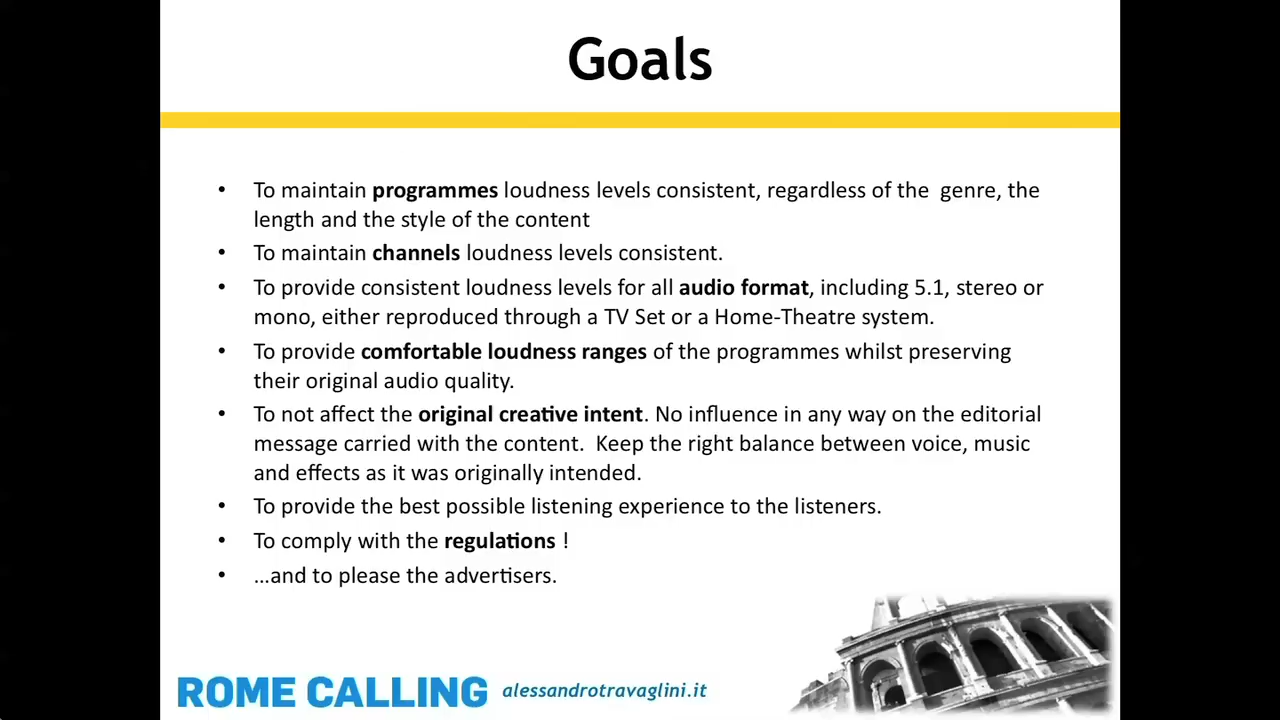 Goals
• To maintain programmes loudness levels consistent, regardless of the  genre, the
length and the style of the content
• To maintain channels loudness levels consistent.
• To provide consistent loudness levels for all audio format, including 5.1, stereo or
mono, either reproduced through a TV Set or a Home-Theatre system.
• To provide comfortable loudness ranges of the programmes whilst preserving
their original audio quality.
• To not affect the original creative intent. No influence in any way on the editorial
message carried with the content.  Keep the right balance between voice, music
and effects as it was originally intended.
• To provide the best possible listening experience to the listeners.
• To comply with the regulations !
• …and to please the advertisers.
ROME CALLING alessandrotravaglini.it